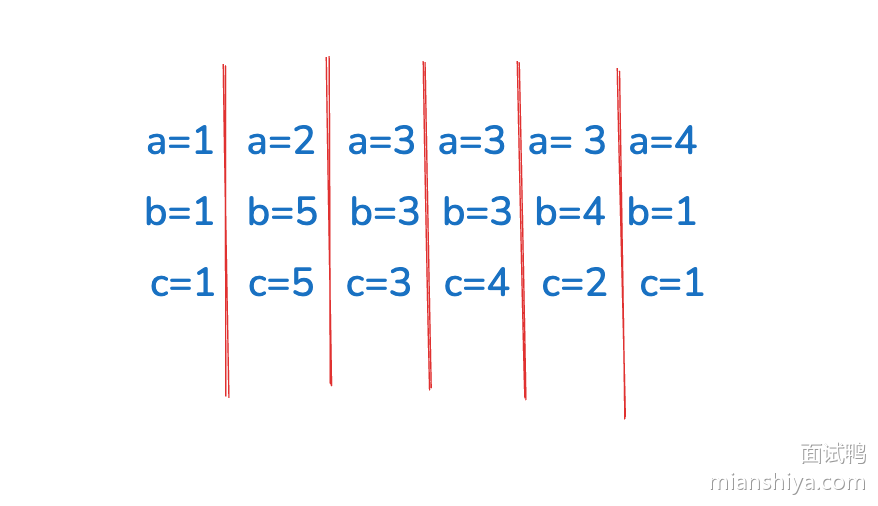 a=1 a=2 a=3 a=3 a= 3 a=4
b=1 b=5 b=3 b=3 b=4 b=1
c=1 c=5 c=3 c=4 c=2 c=1
面试鸭
mianshiya.com